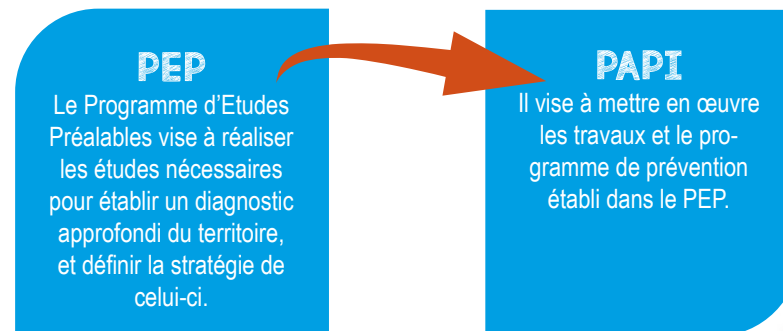 PEP
Le Programme d'Etudes
Préalables vise à réaliser
les études nécessaires
pour établir un diagnostic
approfondi du territoire,
et définir la stratégie de
celui-ci.
PAPI
Il vise à mettre en œuvre
les travaux et le pro-
gramme de prévention
établi dans le PEP.